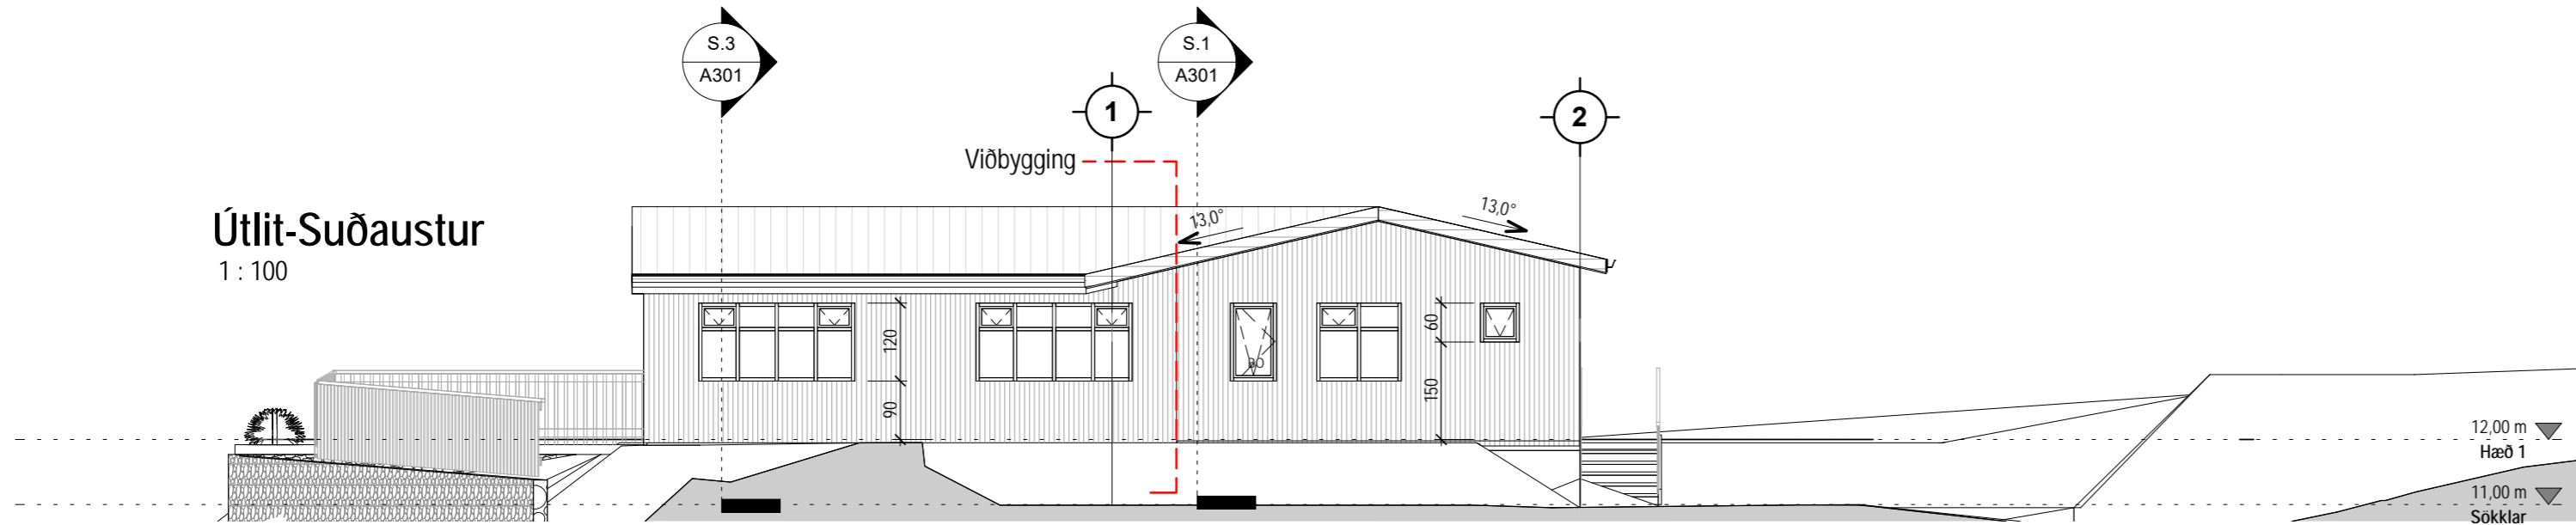 S.3
A301
S.1
A301
1
2
Viðbygging
Útlit-Suðaustur
1 : 100
13,0°
13,0°
120
90
80
60
150
12,00 m
Hæð 1
11,00 m
Sökklar